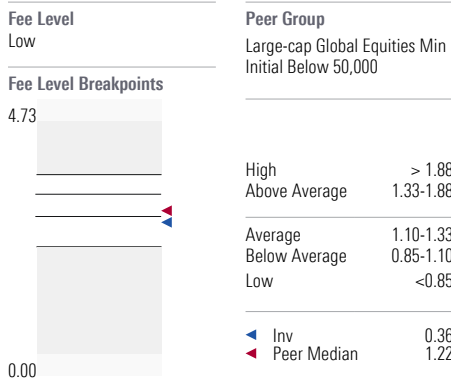 Fee Level
Low
Fee Level Breakpoints
4.73
0.00
Peer Group
Large-cap Global Equities Min
Initial Below 50,000
High > 1.88
Above Average 1.33-1.88
Average 1.10-1.33
Below Average 0.85-1.10
Low <0.85
Inv 0.36
Peer Median 1.22